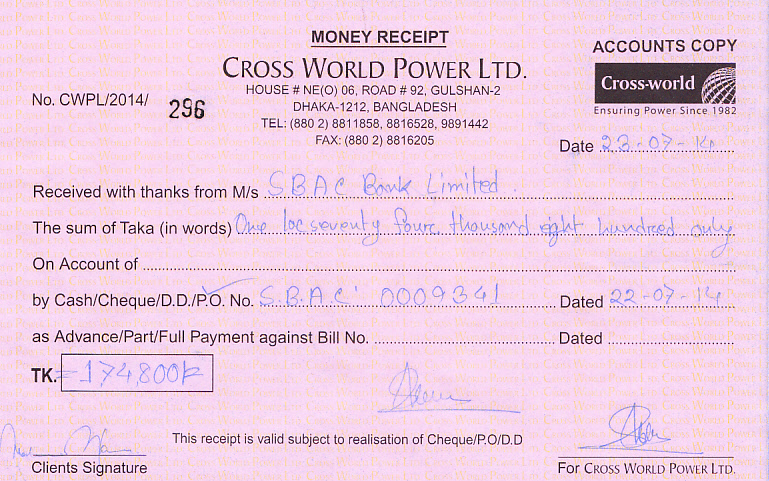 MONEY RECEIPT
ACCOUNTS COPY
CROSS WORLD POWER LTD.
Cross-world
Ensuring Power Since 1982
HOUSE # NE(O) 06, ROAD # 92, GULSHAN-2
DHAKA-1212, BANGLADESH
TEL: (880 2) 8811858, 8816528, 9891442
FAX: (880 2) 8816205
No. CWPL/2014/ 296
Date 23-07-14
Received with thanks from M/s SBAC Bank Limited.
The sum of Taka (in words) One lac seventy four thousand eight hundred only
On Account of
by Cash/Cheque/D.D./P.O. No. S.B.A.C 0009341 Dated 22-07-14
as Advance/Part/Full Payment against Bill No. Dated
TK. =1,74,800/=
This receipt is valid subject to realisation of Cheque/P.O/D.D
Clients Signature
For CROSS WORLD POWER LTD.